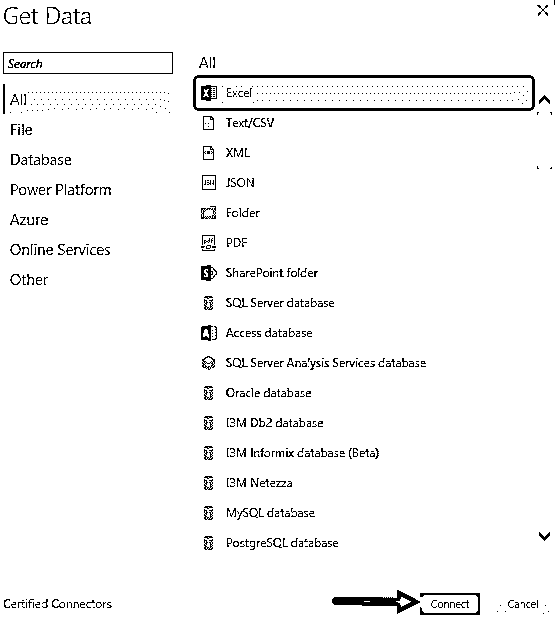 Get Data
Search
All
File
Database
Power Platform
Azure
Online Services
Other
All
Excel
Text/CSV
XML
JSON
Folder
PDF
SharePoint folder
SQL Server database
Access database
SQL Server Analysis Services database
Oracle database
IBM Db2 database
IBM Informix database (Beta)
IBM Netezza
MySQL database
PostgreSQL database
Certified Connectors
Connect
Cancel